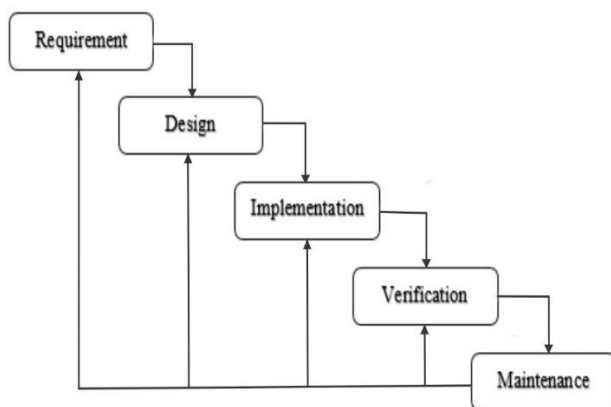 Requirement
Design
Implementation
Verification
Maintenance